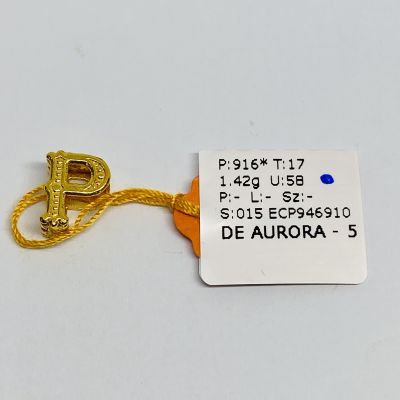 P:916* T:17
1.42g U:58
P:- L:- Sz:-
S:015 ECP946910
DE AURORA - 5